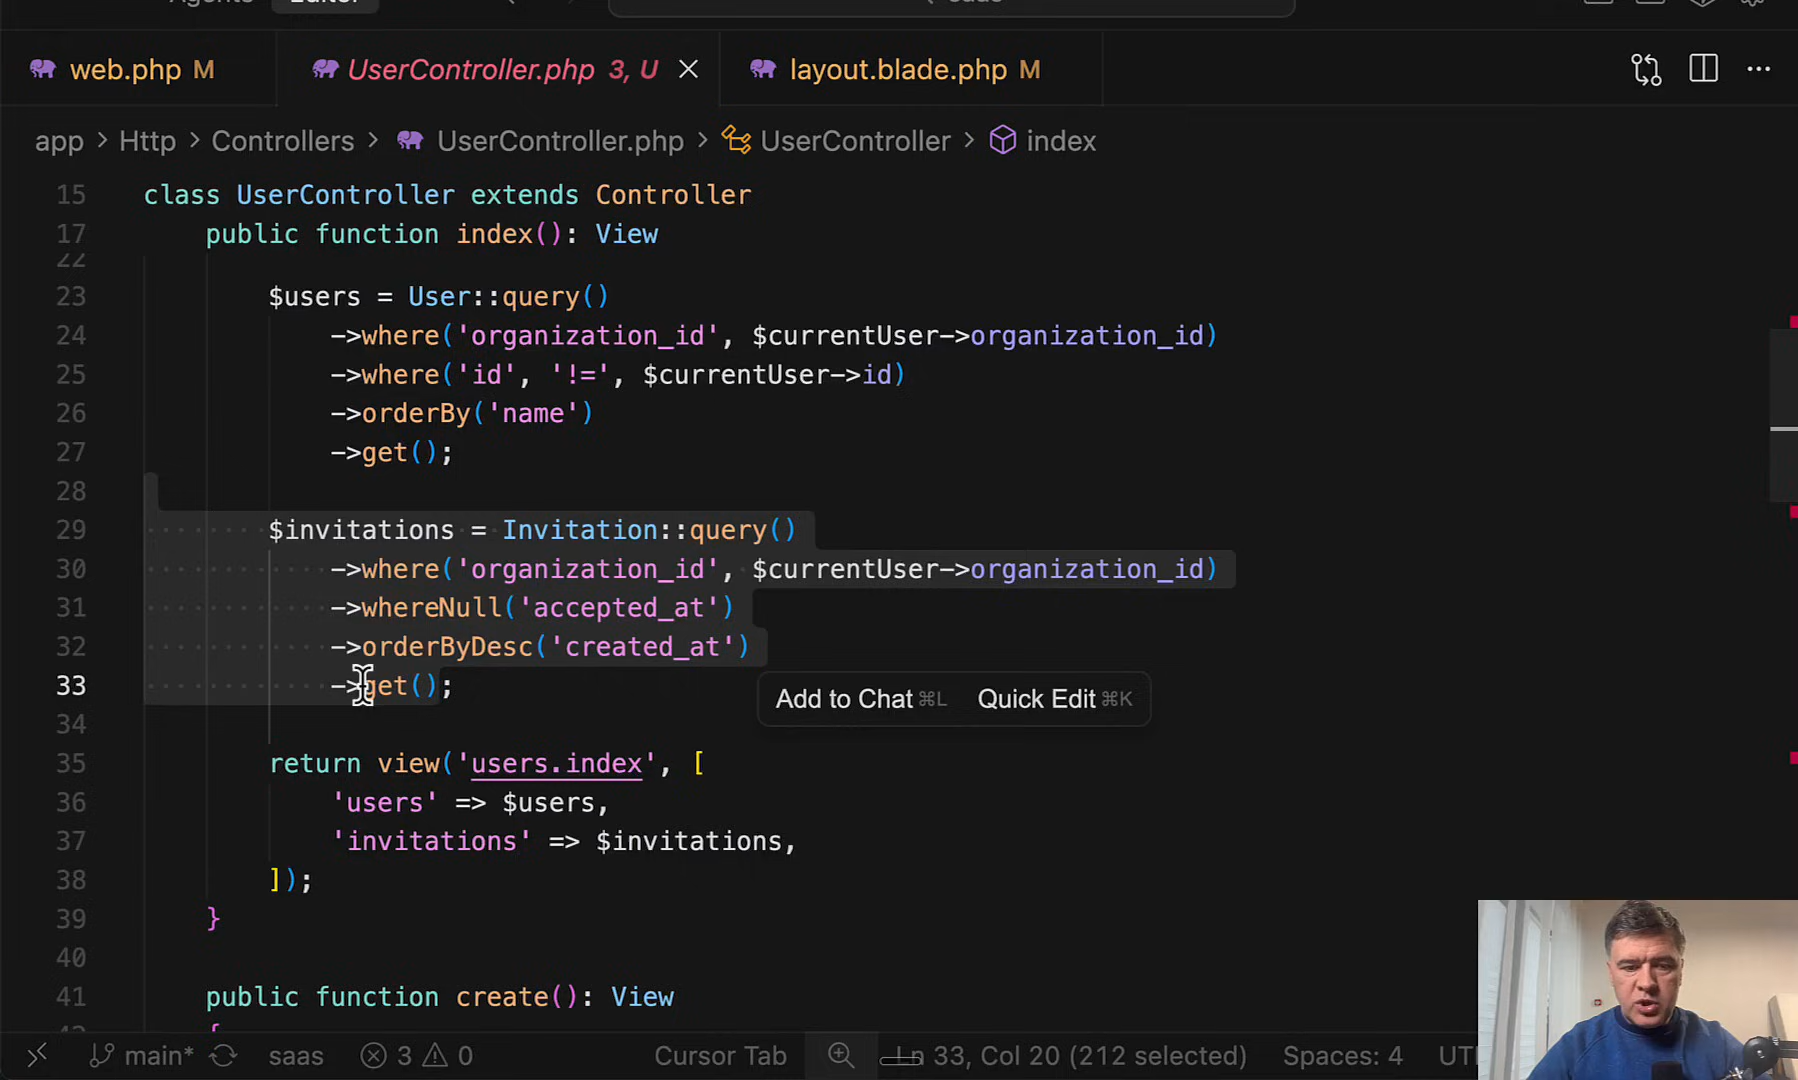 Editor
web.php M
UserController.php 3, U
layout.blade.php M
app > Http > Controllers > UserController.php > UserController > index
15 class UserController extends Controller
17 public function index(): View
22
23 $users = User::query()
24 ->where('organization_id', $currentUser->organization_id)
25 ->where('id', '!=', $currentUser->id)
26 ->orderBy('name')
27 ->get();
28
29 $invitations = Invitation::query()
30 ->where('organization_id', $currentUser->organization_id)
31 ->whereNull('accepted_at')
32 ->orderByDesc('created_at')
33 ->get();
Add to Chat ⌘L Quick Edit ⌘K
34
35 return view('users.index', [
36 'users' => $users,
37 'invitations' => $invitations,
38 ]);
39 }
40
41 public function create(): View
42 {
main* saas 3 0 Cursor Tab Ln 33, Col 20 (212 selected) Spaces: 4